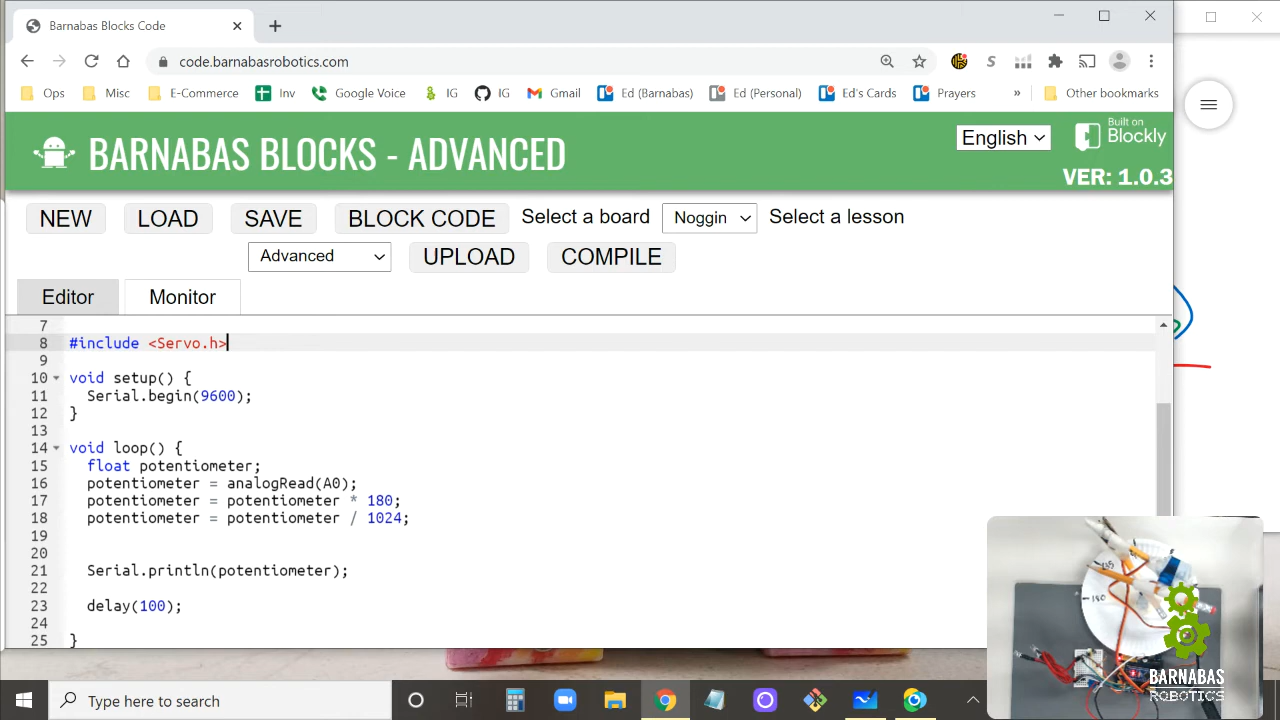 Barnabas Blocks Code
code.barnabasrobotics.com
Ops Misc E-Commerce Inv Google Voice IG IG Gmail Ed (Barnabas) Ed (Personal) Ed's Cards Prayers » Other bookmarks
BARNABAS BLOCKS - ADVANCED
English
Built on
Blockly
VER: 1.0.3
NEW LOAD SAVE BLOCK CODE Select a board Noggin Select a lesson
Advanced UPLOAD COMPILE
Editor Monitor
7
8 #include <Servo.h>
9
10 void setup() {
11 Serial.begin(9600);
12 }
13
14 void loop() {
15 float potentiometer;
16 potentiometer = analogRead(A0);
17 potentiometer = potentiometer * 180;
18 potentiometer = potentiometer / 1024;
19
20
21 Serial.println(potentiometer);
22
23 delay(100);
24
25 }
180
BARNABAS
ROBOTICS
Type here to search